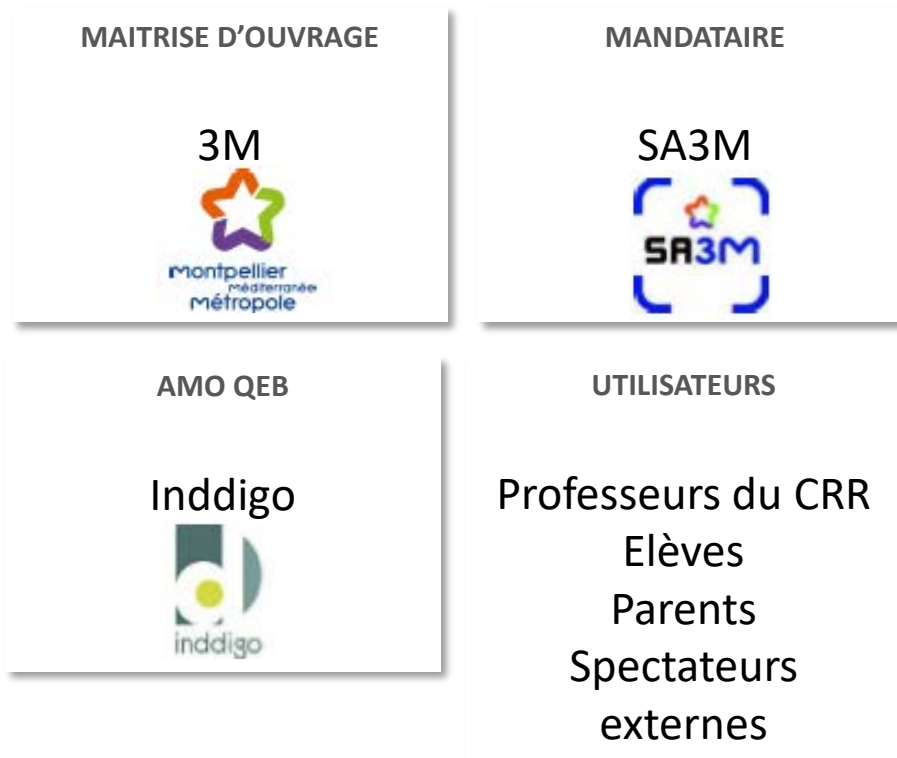 MAITRISE D'OUVRAGE
3M
montpellier
méditerranée
métropole
MANDATAIRE
SA3M
SA3M
AMO QEB
Inddigo
inddigo
UTILISATEURS
Professeurs du CRR
Elèves
Parents
Spectateurs
externes